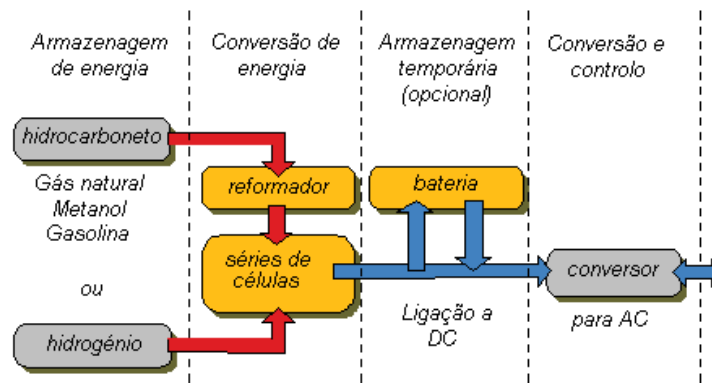 Armazenagem
de energia
Conversão de
energia
Armazenagem
temporária
(opcional)
Conversão e
controlo
hidrocarboneto
Gás natural
Metanol
Gasolina
ou
hidrogénio
reformador
séries de
células
bateria
Ligação a
DC
conversor
para AC